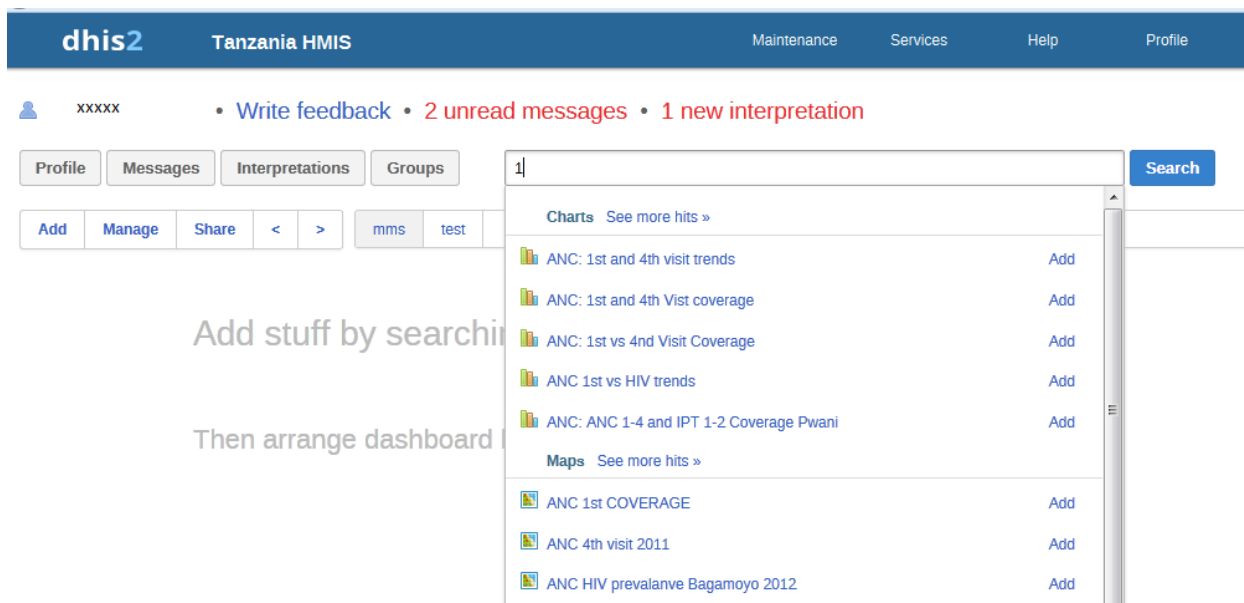 dhis2 Tanzania HMIS Maintenance Services Help Profile
xxxxx • Write feedback • 2 unread messages • 1 new interpretation
Profile Messages Interpretations Groups 1 Search
Charts See more hits »
Add Manage Share < > mms test
ANC: 1st and 4th visit trends Add
ANC: 1st and 4th Vist coverage Add
Add stuff by searchi
ANC: 1st vs 4nd Visit Coverage Add
ANC 1st vs HIV trends Add
ANC: ANC 1-4 and IPT 1-2 Coverage Pwani Add
Then arrange dashboard
Maps See more hits »
ANC 1st COVERAGE Add
ANC 4th visit 2011 Add
ANC HIV prevalanve Bagamoyo 2012 Add